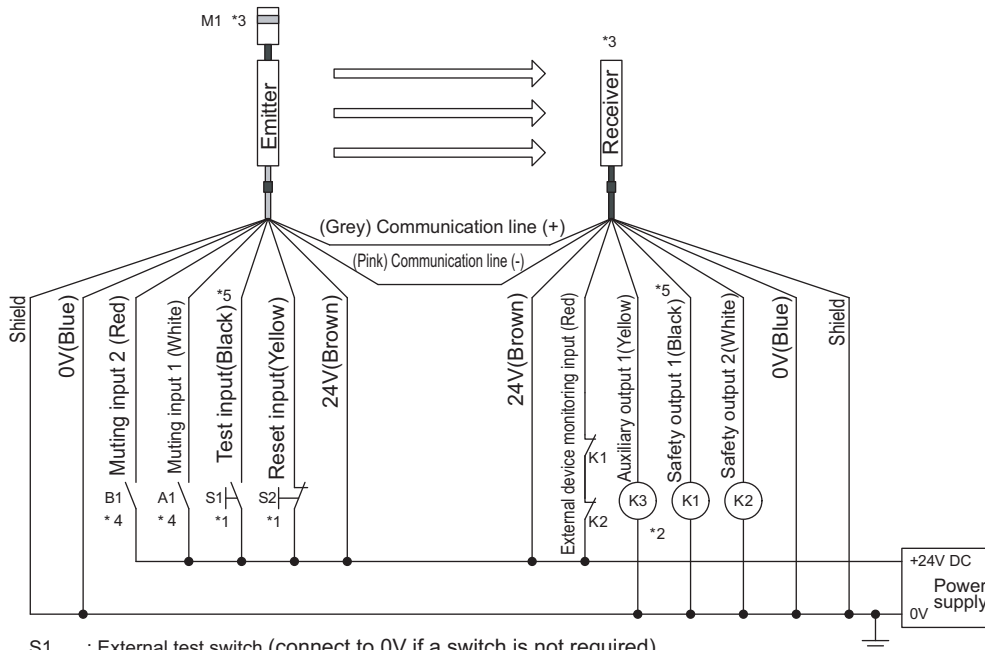 M1 *3
*3
Emitter
Receiver
(Grey) Communication line (+)
(Pink) Communication line (-)
Shield
0V(Blue)
Muting input 2 (Red)
Muting input 1 (White)
*5
Test input(Black)
Reset input(Yellow)
24V(Brown)
24V(Brown)
External device monitoring input (Red)
Auxiliary output 1(Yellow)
*5
Safety output 1(Black)
Safety output 2(White)
0V(Blue)
Shield
B1
* 4
A1
* 4
S1
*1
S2
*1
K1
K2
K3
*2
K1
K2
+24V DC
Power
supply
0V
S1 : External test switch (connect to 0V if a switch is not required)